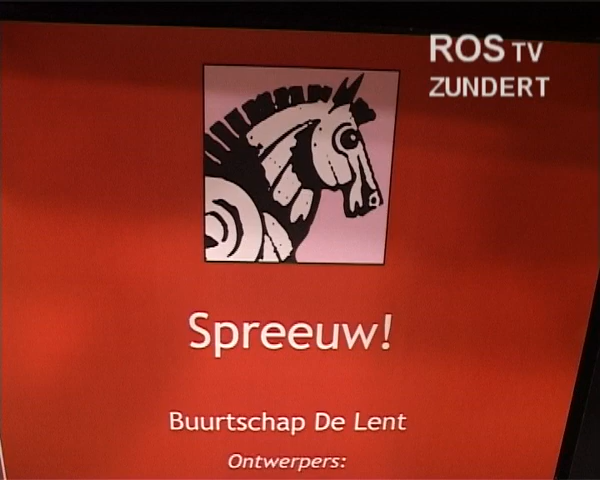 ROS TV
ZUNDERT
Spreeuw!
Buurtschap De Lent
Ontwerpers: